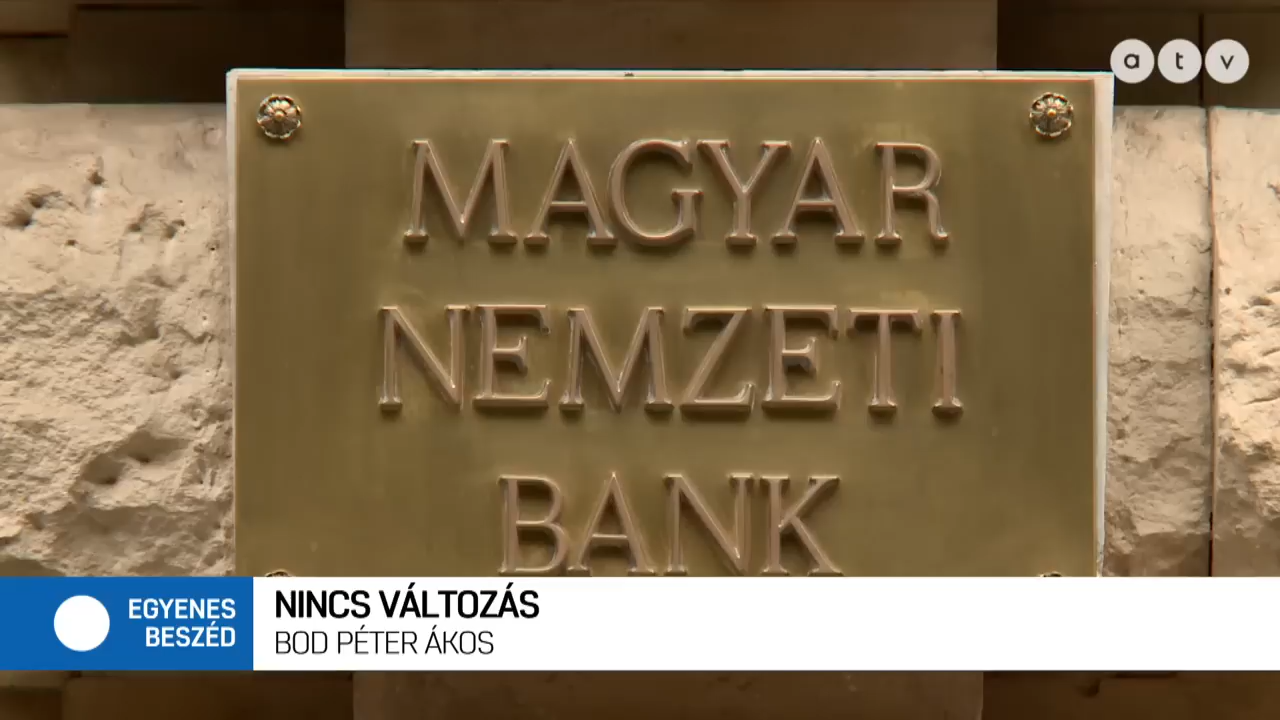 atv
MAGYAR
NEMZETI
BANK
EGYENES
BESZÉD
NINCS VÁLTOZÁS
BOD PÉTER ÁKOS